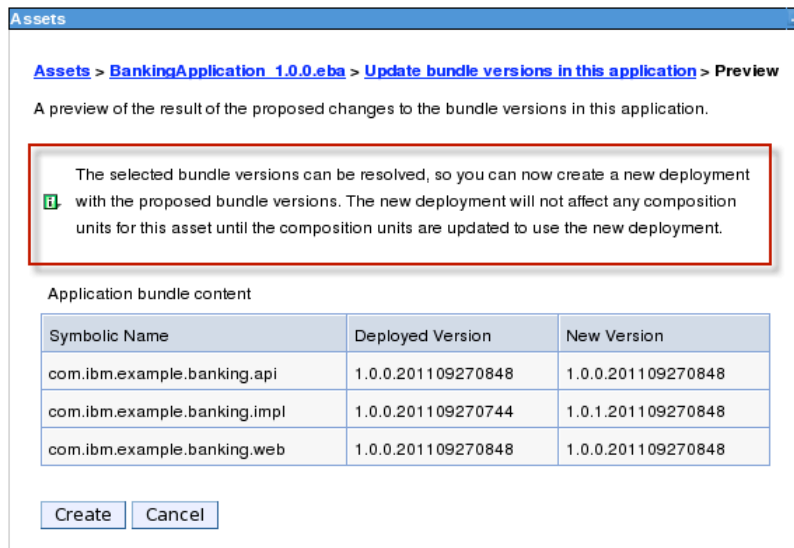 Assets
Assets > BankingApplication_1.0.0.eba > Update bundle versions in this application > Preview
A preview of the result of the proposed changes to the bundle versions in this application.
The selected bundle versions can be resolved, so you can now create a new deployment
with the proposed bundle versions. The new deployment will not affect any composition
units for this asset until the composition units are updated to use the new deployment.
Application bundle content
Symbolic Name Deployed Version New Version
com.ibm.example.banking.api 1.0.0.201109270848 1.0.0.201109270848
com.ibm.example.banking.impl 1.0.0.201109270744 1.0.1.201109270848
com.ibm.example.banking.web 1.0.0.201109270848 1.0.0.201109270848
Create Cancel